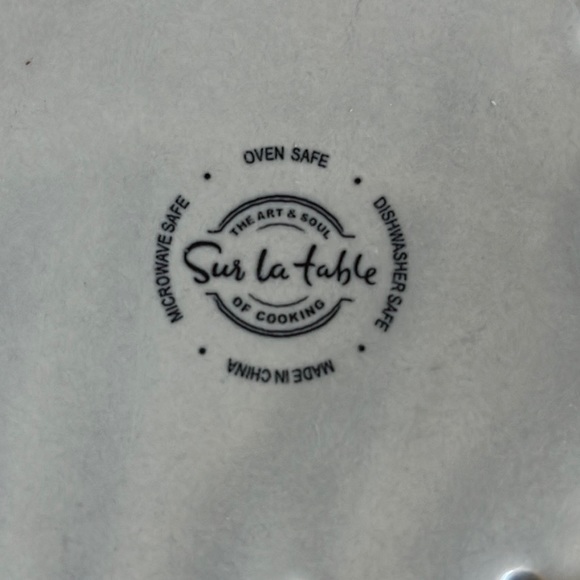 OVEN SAFE
DISHWASHER SAFE
MADE IN CHINA
MICROWAVE SAFE
THE ART & SOUL
Sur la table
OF COOKING